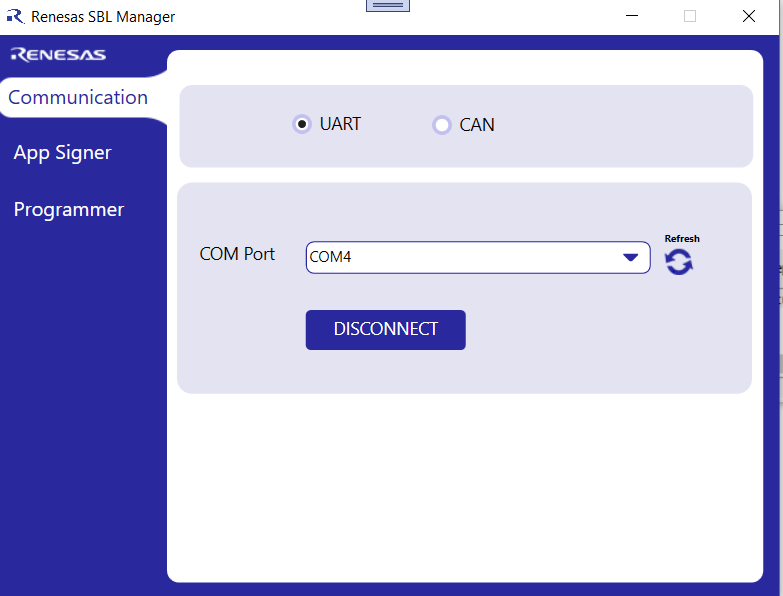 Renesas SBL Manager
RENESAS
Communication
App Signer
Programmer
UART
CAN
COM Port
COM4
Refresh
DISCONNECT